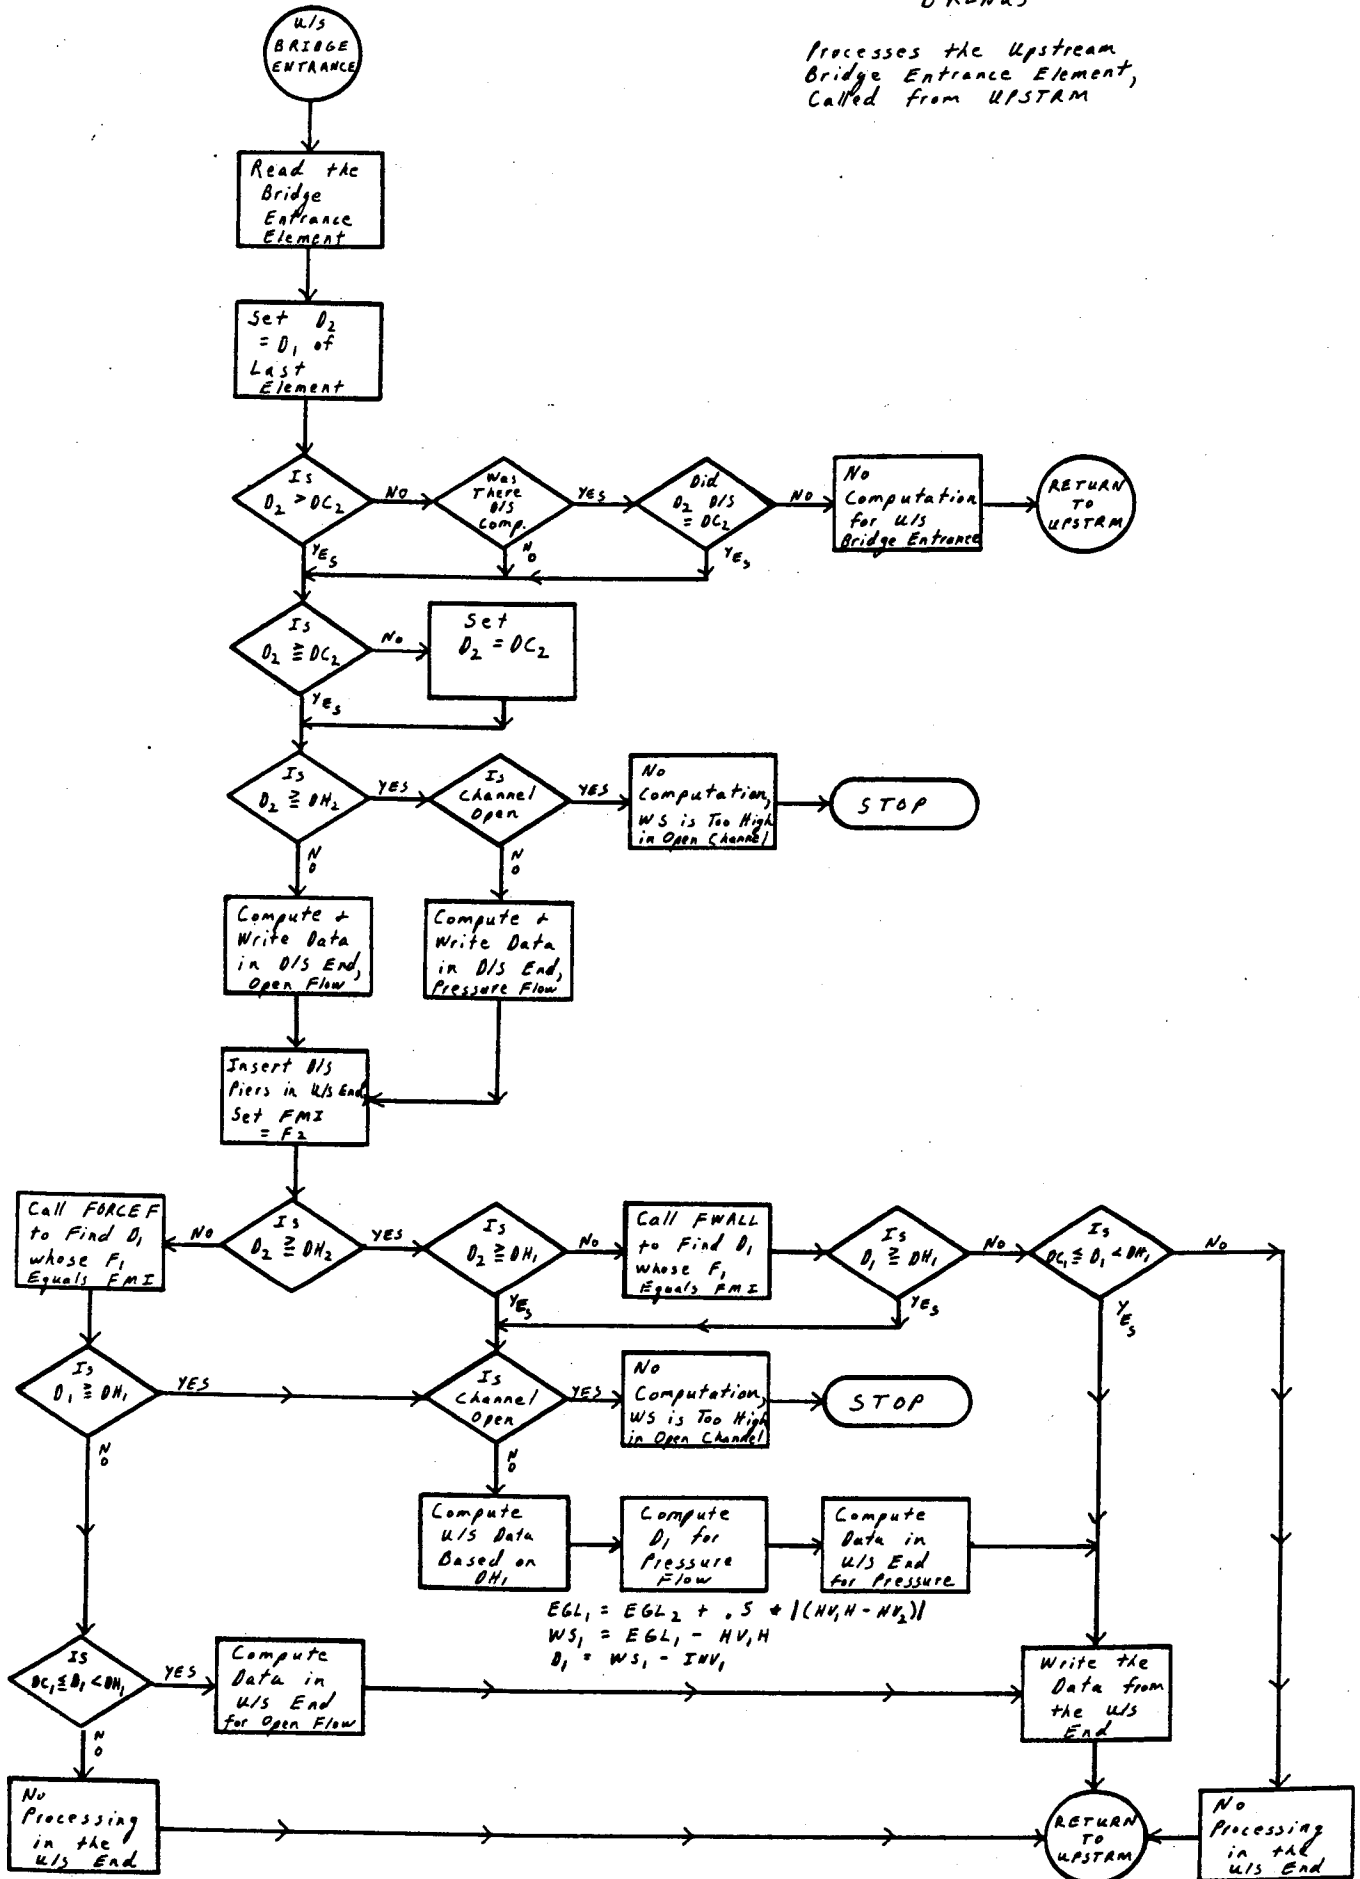 U/S
BRIDGE
ENTRANCE
Processes the Upstream
Bridge Entrance Element,
Called from UPSTRM
Read the
Bridge
Entrance
Element
Set D₂
= D₁ of
Last
Element
Is
D₂ > DC₂
NO
YES
Was
There
D/S
Comp.
YES
NO
Did
D₂ D/S
= DC₂
NO
YES
No
Computation
for U/S
Bridge Entrance
RETURN
TO
UPSTRM
Is
D₂ ≧ DC₂
NO
YES
Set
D₂ = DC₂
Is
D₂ ≧ DH₂
YES
NO
Is
Channel
Open
YES
NO
No
Computation,
WS is Too High
in Open Channel
STOP
Compute &
Write Data
in D/S End,
Open Flow
Compute &
Write Data
in D/S End,
Pressure Flow
Insert D/S
Piers in U/S End
Set FMI
= F2
Call FORCEF
to Find D₁
whose F₁
Equals FMI
NO
Is
D₂ ≧ DH₂
YES
Is
D₂ ≧ DH₁
NO
YES
Call FWALL
to Find D₁
whose F₁
Equals FMI
Is
D₁ ≧ DH₁
NO
YES
Is
DC₁ ≦ D₁ < DH₁
NO
YES
Is
D₁ ≧ DH₁
YES
NO
Is
Channel
Open
YES
NO
No
Computation,
WS is Too High
in Open Channel
STOP
Compute
U/S Data
Based on
DH₁
Compute
D₁ for
Pressure
Flow
Compute
Data in
U/S End
for Pressure
EGL₁ = EGL₂ + .5 * |(HV₁H - HV₂)|
WS₁ = EGL₁ - HV₁H
D₁ = WS₁ - INV₁
Is
DC₁ ≦ D₁ < DH₁
YES
NO
Compute
Data in
U/S End
for Open Flow
Write the
Data from
the U/S
End
No
Processing
in the
U/S End
RETURN
TO
UPSTRM
No
Processing
in the
U/S End